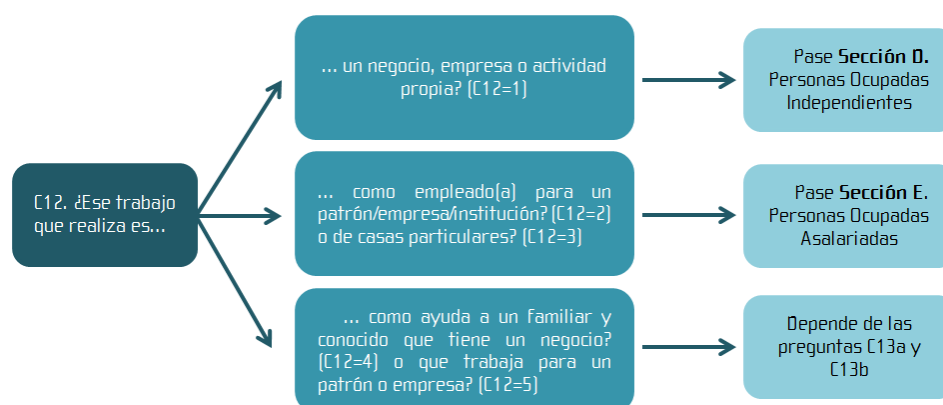 C12. ¿Ese trabajo
que realiza es...
... un negocio, empresa o actividad
propia? (C12=1)
Pase Sección D.
Personas Ocupadas
Independientes
... como empleado(a) para un
patrón/empresa/institución? (C12=2)
o de casas particulares? (C12=3)
Pase Sección E.
Personas Ocupadas
Asalariadas
... como ayuda a un familiar y
conocido que tiene un negocio?
(C12=4) o que trabaja para un
patrón o empresa? (C12=5)
Depende de las
preguntas C13a y
C13b